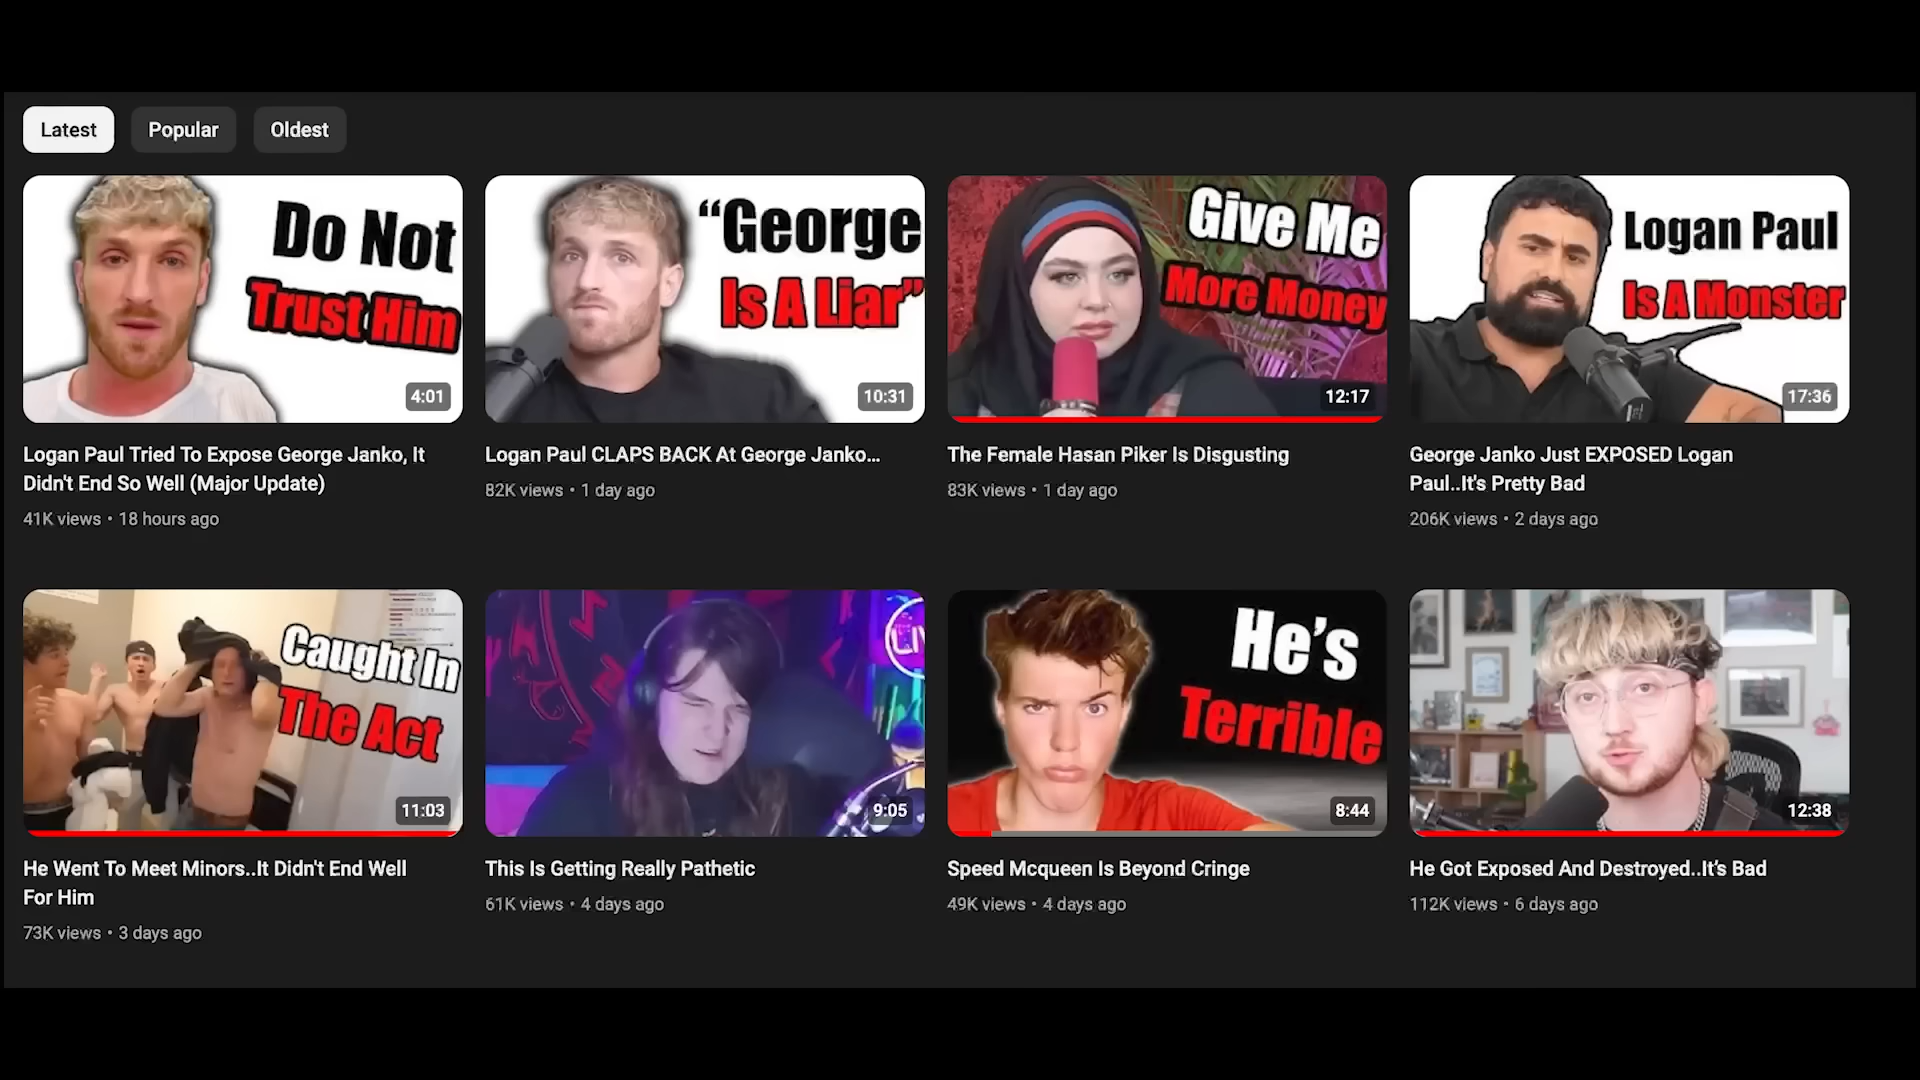 Latest
Popular
Oldest
Do Not
Trust Him
4:01
"George
Is A Liar"
10:31
Give Me
More Money
12:17
Logan Paul
Is A Monster
17:36
Logan Paul Tried To Expose George Janko, It
Didn't End So Well (Major Update)
41K views • 18 hours ago
Logan Paul CLAPS BACK At George Janko...
82K views • 1 day ago
The Female Hasan Piker Is Disgusting
83K views • 1 day ago
George Janko Just EXPOSED Logan
Paul..It's Pretty Bad
206K views • 2 days ago
Caught In
The Act
11:03
LIV
9:05
He's
Terrible
8:44
12:38
He Went To Meet Minors..It Didn't End Well
For Him
73K views • 3 days ago
This Is Getting Really Pathetic
61K views • 4 days ago
Speed Mcqueen Is Beyond Cringe
49K views • 4 days ago
He Got Exposed And Destroyed..It’s Bad
112K views • 6 days ago